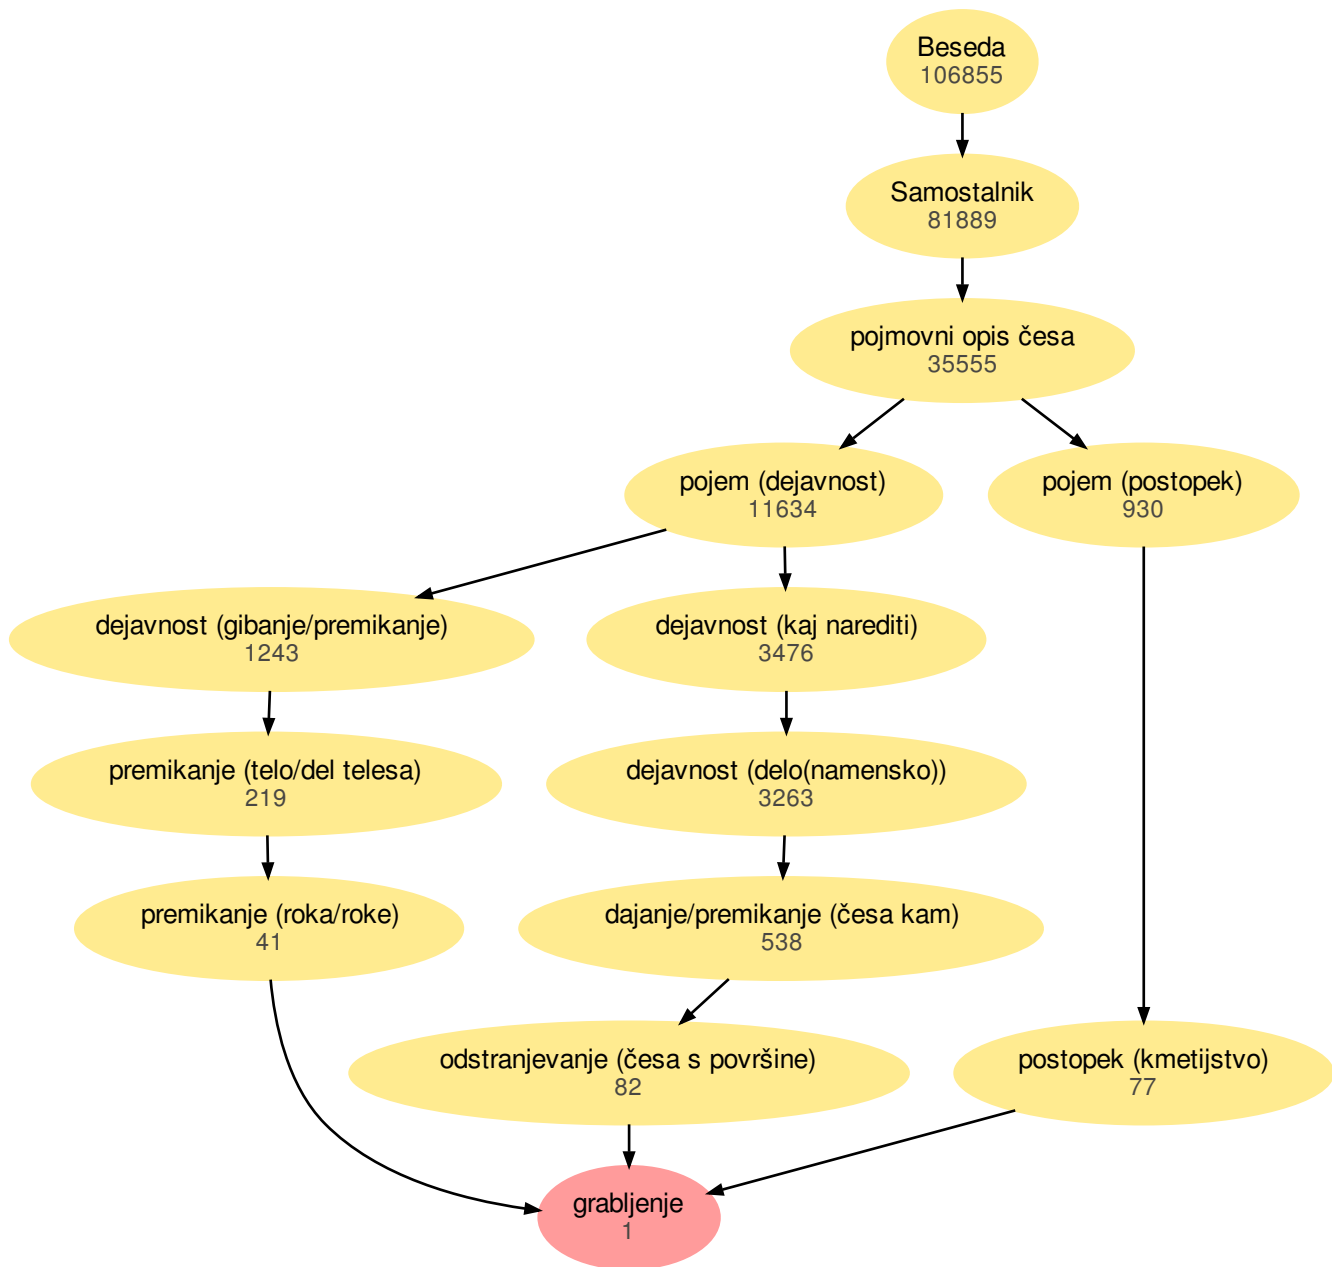 Beseda
106855
Samostalnik
81889
pojmovni opis česa
35555
pojem (dejavnost)
11634
pojem (postopek)
930
dejavnost (gibanje/premikanje)
1243
dejavnost (kaj narediti)
3476
premikanje (telo/del telesa)
219
dejavnost (delo(namensko))
3263
premikanje (roka/roke)
41
dajanje/premikanje (česa kam)
538
odstranjevanje (česa s površine)
82
postopek (kmetijstvo)
77
grabljenje
1